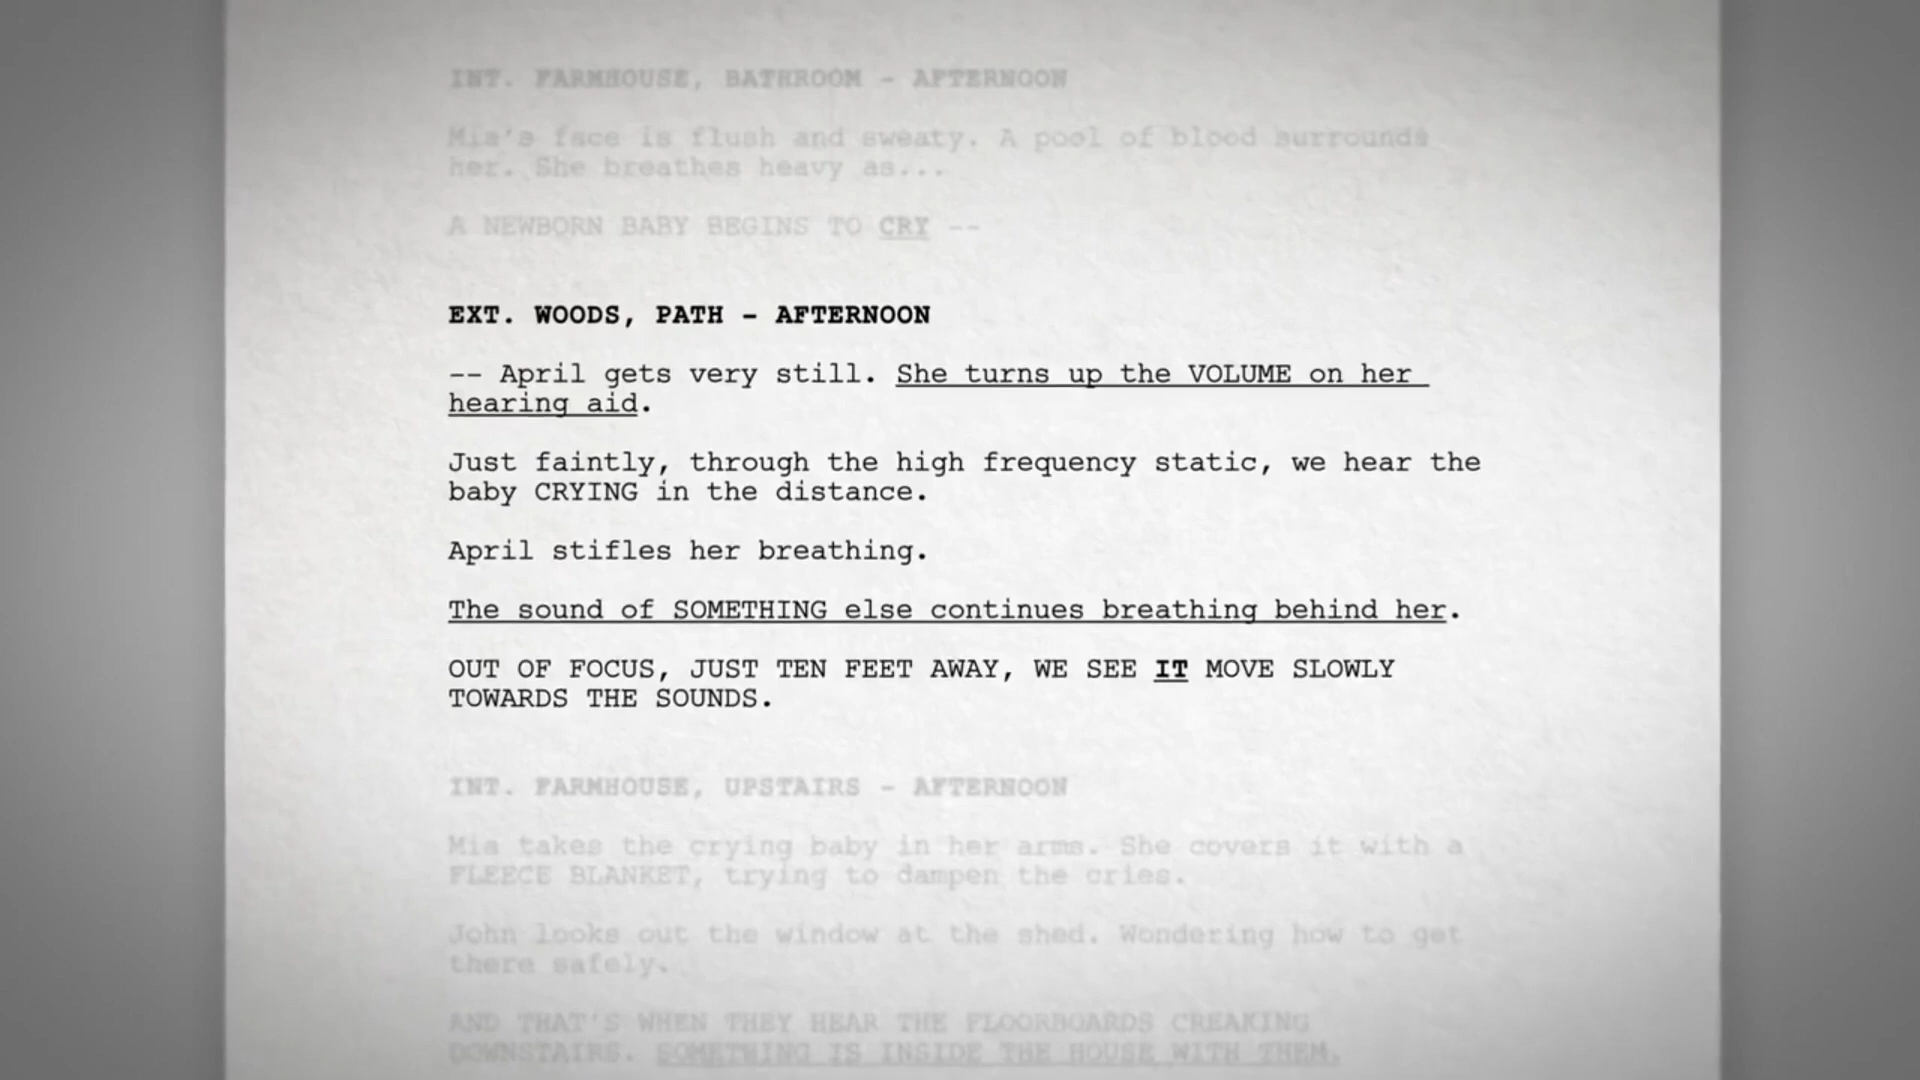 INT. FARMHOUSE, BATHROOM - AFTERNOON
Mia's face is flush and sweaty. A pool of blood surrounds
her. She breathes heavy as...
A NEWBORN BABY BEGINS TO CRY --
EXT. WOODS, PATH - AFTERNOON
-- April gets very still. She turns up the VOLUME on her
hearing aid.
Just faintly, through the high frequency static, we hear the
baby CRYING in the distance.
April stifles her breathing.
The sound of SOMETHING else continues breathing behind her.
OUT OF FOCUS, JUST TEN FEET AWAY, WE SEE IT MOVE SLOWLY
TOWARDS THE SOUNDS.
INT. FARMHOUSE, UPSTAIRS - AFTERNOON
Mia takes the crying baby in her arms. She covers it with a
FLEECE BLANKET, trying to dampen the cries.
John looks out the window at the shed. Wondering how to get
there safely.
AND THAT'S WHEN THEY HEAR THE FLOORBOARDS CREAKING
DOWNSTAIRS. SOMETHING IS INSIDE THE HOUSE WITH THEM.